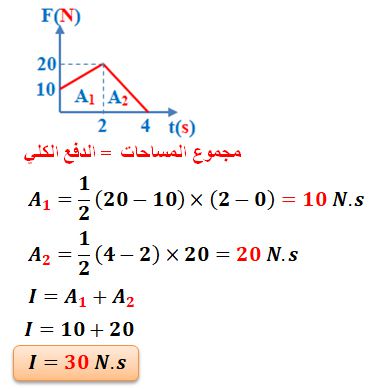 F(N)
20
10
A₁ A₂
2 4 t(s)
مجموع المساحات = الدفع الكلي
A₁ = 1/2 (20 − 10) × (2 − 0) = 10 N.s
A₂ = 1/2 (4 − 2) × 20 = 20 N.s
I = A₁ + A₂
I = 10 + 20
I = 30 N.s